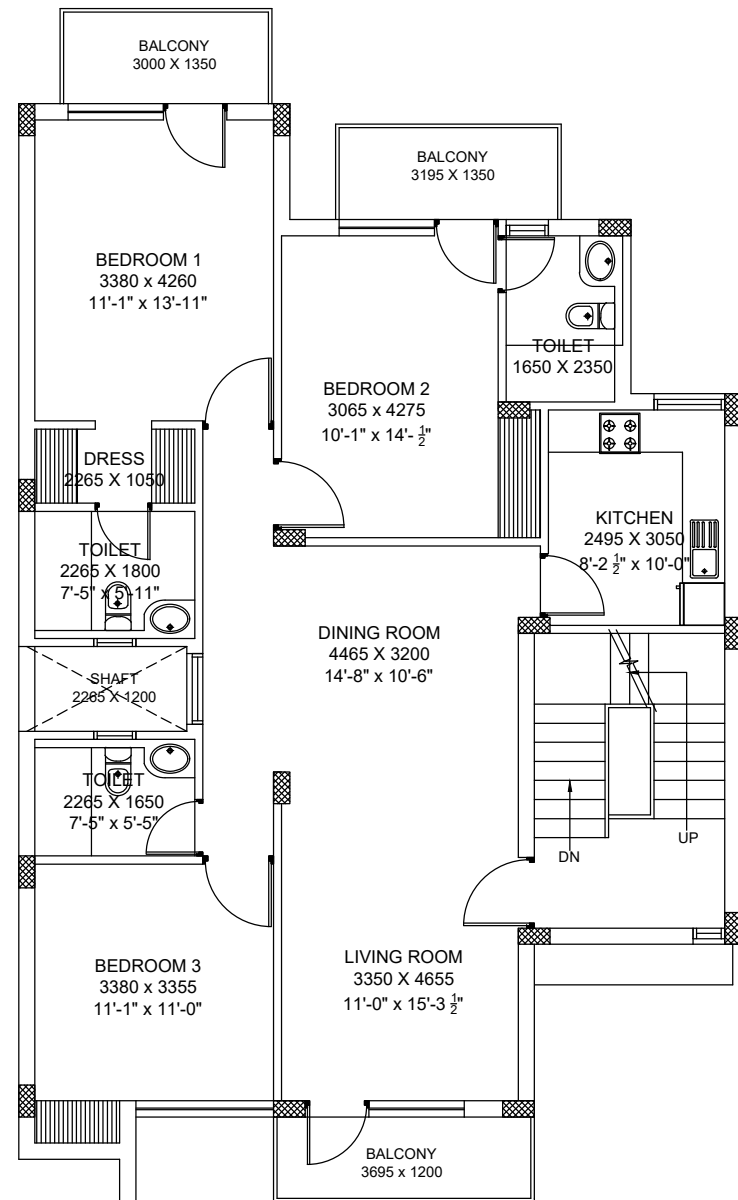 BALCONY
3000 X 1350
BALCONY
3195 X 1350
BEDROOM 1
3380 x 4260
11'-1" x 13'-11"
TOILET
1650 X 2350
BEDROOM 2
3065 x 4275
10'-1" x 14'- ½"
DRESS
2265 X 1050
KITCHEN
2495 X 3050
8'-2 ½" x 10'-0"
TOILET
2265 X 1800
7'-5" x 5'-11"
DINING ROOM
4465 X 3200
14'-8" x 10'-6"
SHAFT
2265 X 1200
TOILET
2265 X 1650
7'-5" x 5'-5"
UP
DN
LIVING ROOM
3350 X 4655
11'-0" x 15'-3 ½"
BEDROOM 3
3380 x 3355
11'-1" x 11'-0"
BALCONY
3695 x 1200